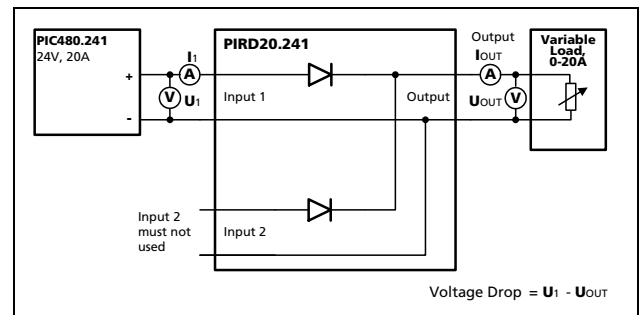 PIC480.241
24V, 20A
+
-
I1
A
V
U1
PIRD20.241
Input 1
Output
Input 2
must not
used
Input 2
Output
IOUT
A
UOUT
V
Variable
Load,
0-20A
Voltage Drop = U1 - UOUT